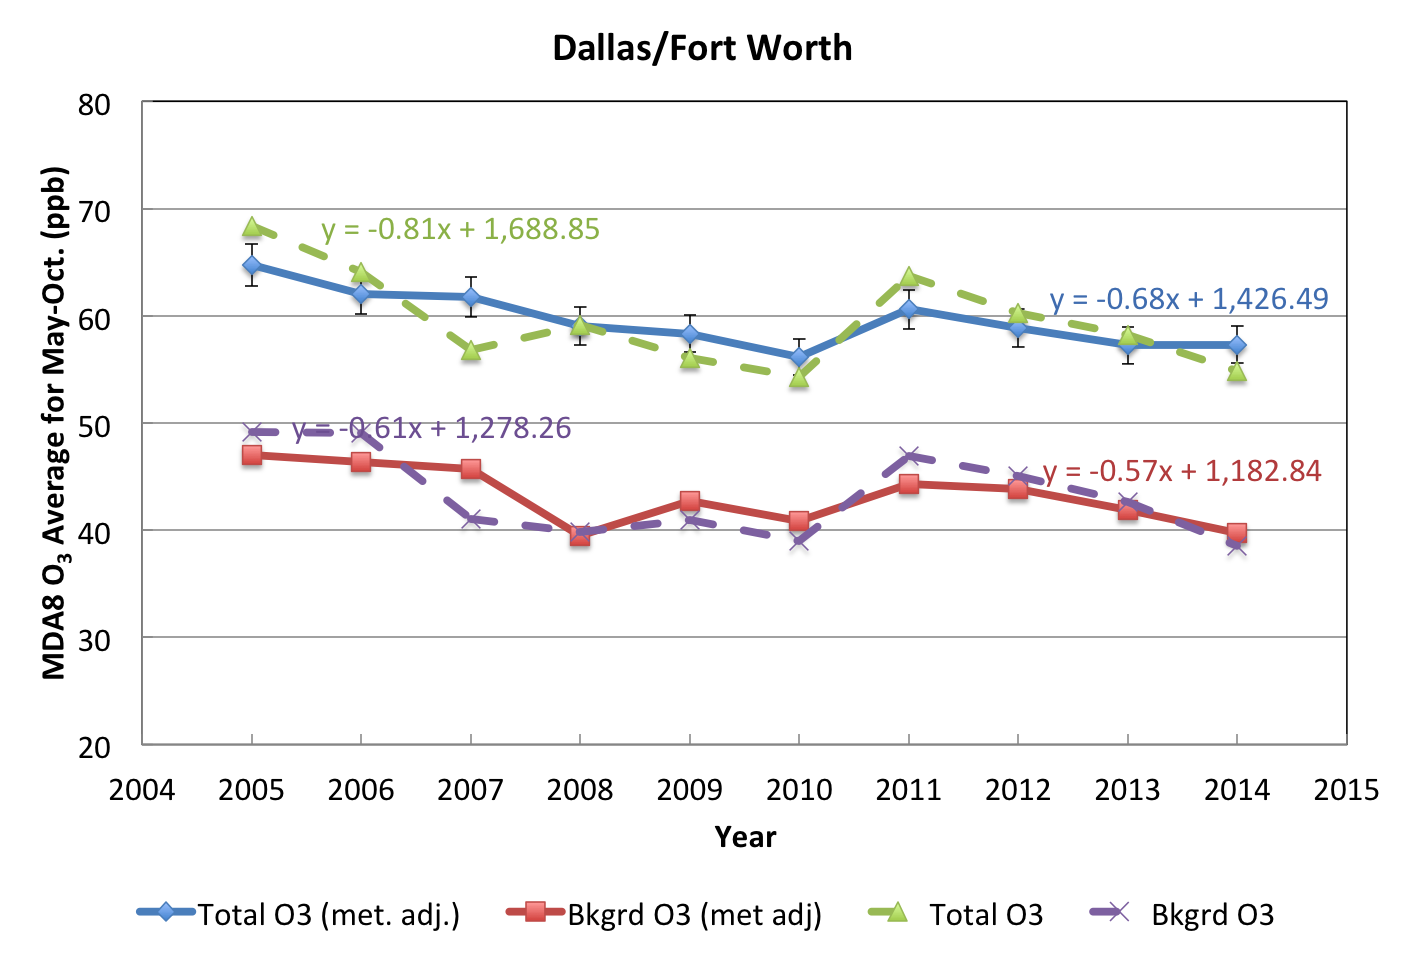 Dallas/Fort Worth
MDA8 O3 Average for May-Oct. (ppb)
80
70
60
50
40
30
20
y = -0.81x + 1,688.85
y = -0.68x + 1,426.49
y = -0.61x + 1,278.26
y = -0.57x + 1,182.84
2004 2005 2006 2007 2008 2009 2010 2011 2012 2013 2014 2015
Year
Total O3 (met. adj.) Bkgrd O3 (met adj) Total O3 Bkgrd O3